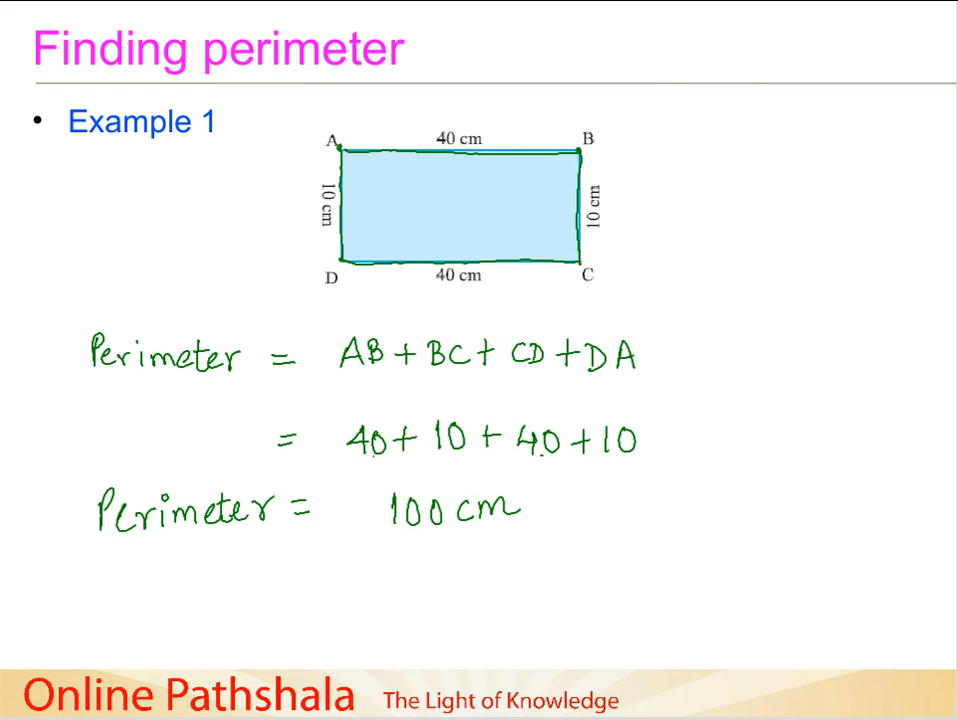 Finding perimeter
• Example 1
A 40 cm B
10 cm 10 cm
D 40 cm C
Perimeter = AB + BC + CD + DA
= 40 + 10 + 40 + 10
Perimeter = 100 cm
Online Pathshala The Light of Knowledge